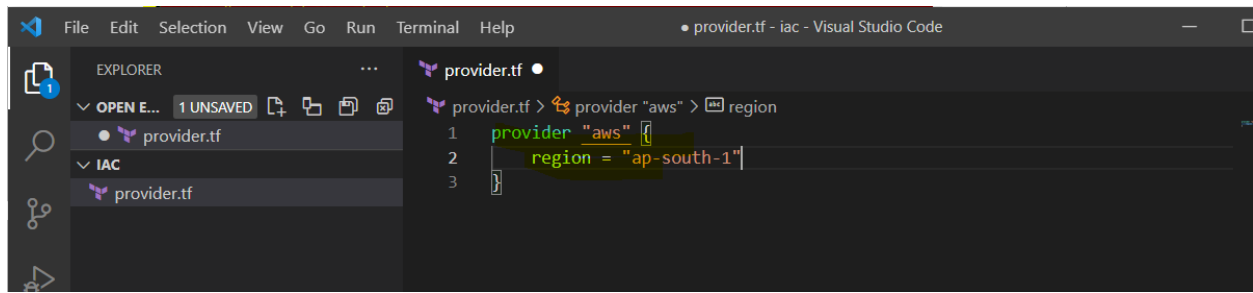 File Edit Selection View Go Run Terminal Help ● provider.tf - iac - Visual Studio Code
EXPLORER ···
provider.tf ●
1
OPEN E... 1 UNSAVED
● provider.tf
IAC
provider.tf
provider.tf > provider "aws" > abc region
1 provider "aws" {
2 region = "ap-south-1"
3 }